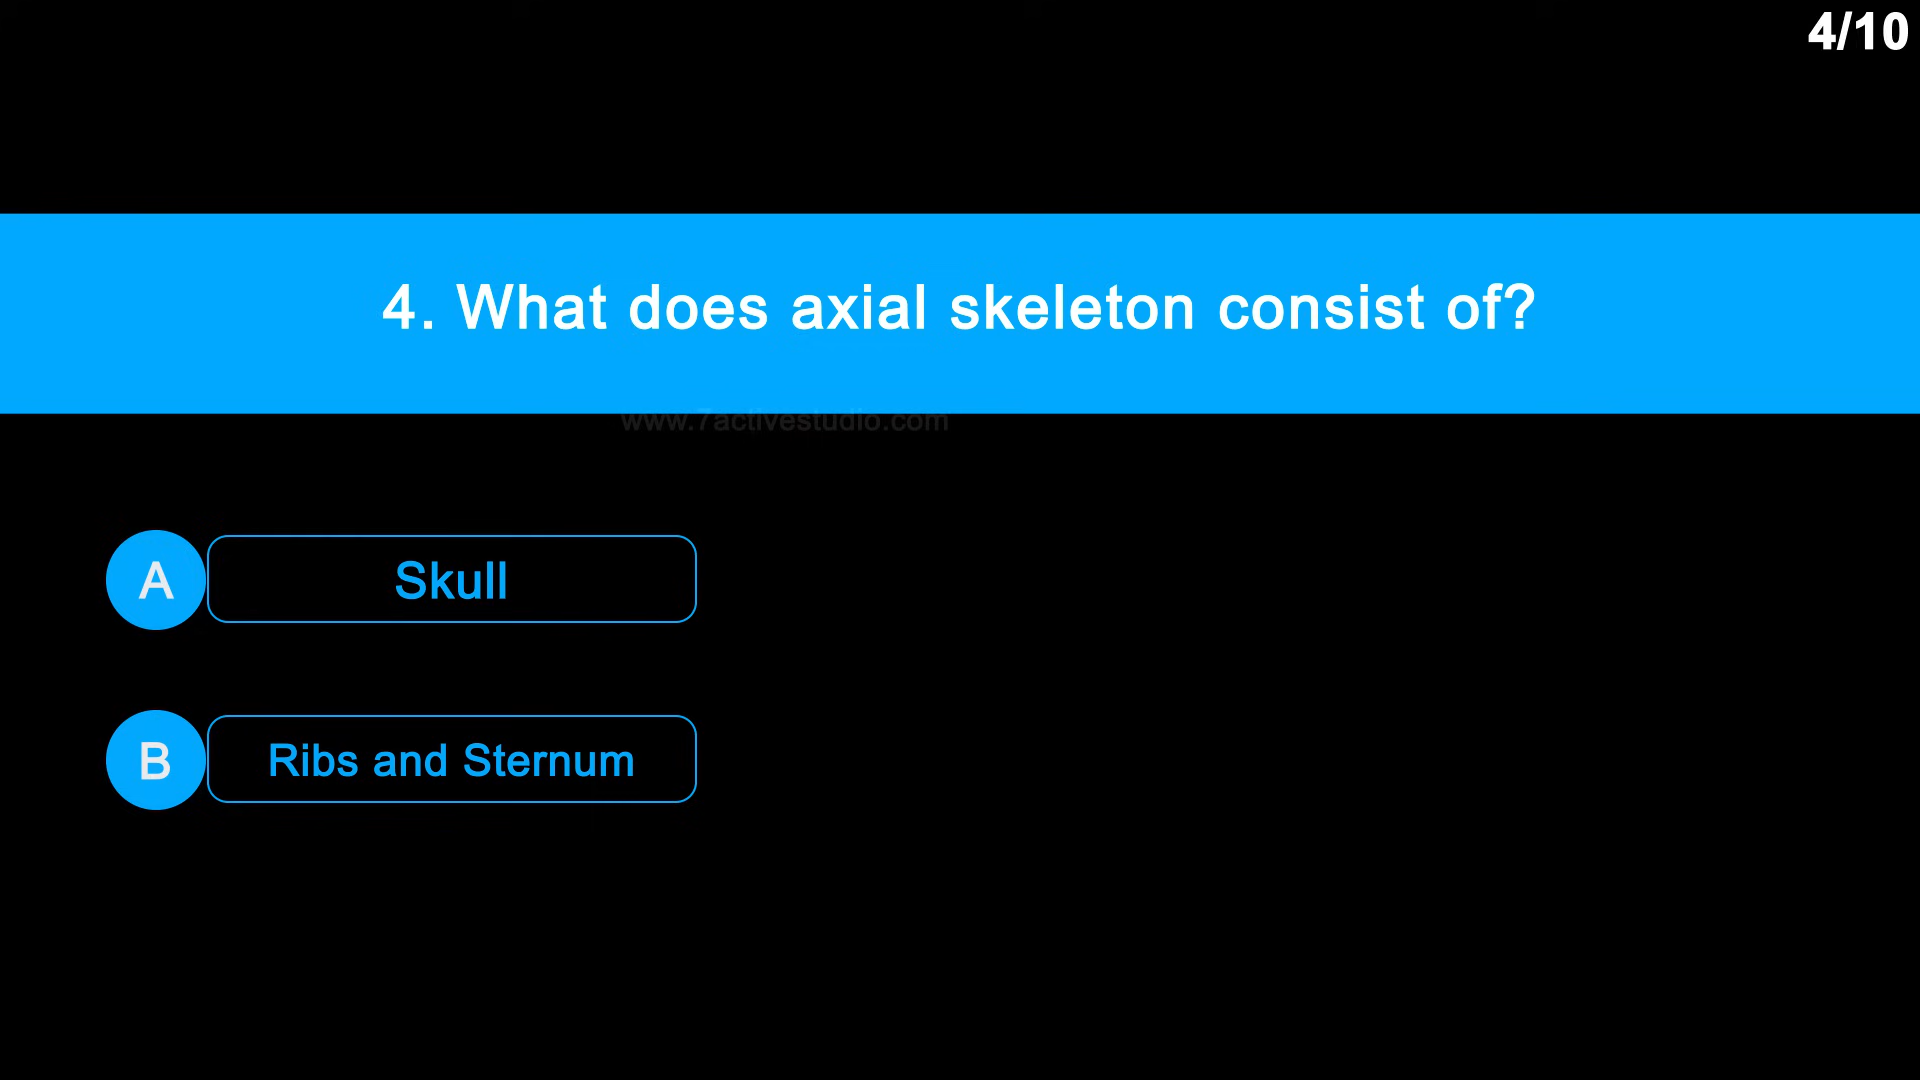 4/10
4. What does axial skeleton consist of?
www.7activestudio.com
A
Skull
B
Ribs and Sternum